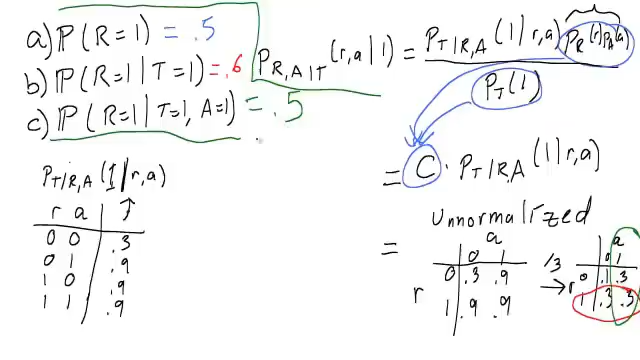 a) P(R=1) = .5
b) P(R=1 | T=1) = .6
c) P(R=1 | T=1, A=1) = .5
P_{R,A|T}(r,a|1) = P_{T|R,A}(1|r,a) P_R(r) P_A(a)
P_T(1)
= C · P_{T|R,A}(1|r,a)
P_{T|R,A}(1|r,a)
r a ↑
0 0 .3
0 1 .9
1 0 .9
1 1 .9
unnormalized
=
a
0 1
0 .3 .9
r 1 .9 .9
1/3 →
a
0 1
r 0 .1 .3
1 .3 .3